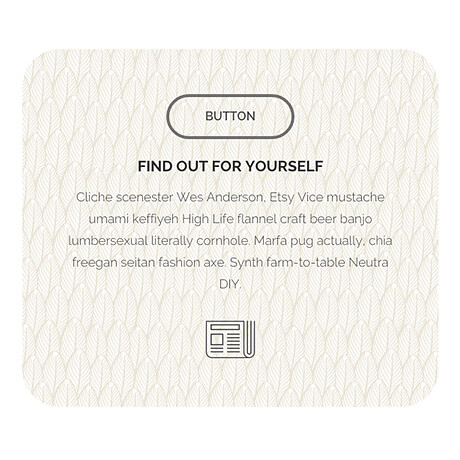 BUTTON
FIND OUT FOR YOURSELF
Cliche scenester Wes Anderson, Etsy Vice mustache
umami keffiyeh High Life flannel craft beer banjo
lumbersexual literally cornhole. Marfa pug actually, chia
freegan seitan fashion axe. Synth farm-to-table Neutra
DIY.